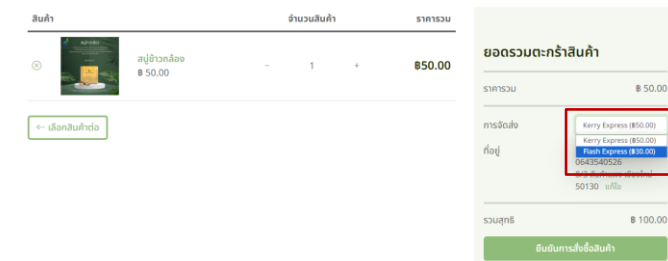 สินค้า จำนวนสินค้า ราคารวม
สบู่ข้าวกล้อง
฿ 50.00
- 1 + ฿50.00
← เลือกสินค้าต่อ
ยอดรวมตะกร้าสินค้า
ราคารวม ฿ 50.00
การจัดส่ง Kerry Express (฿50.00)
Kerry Express (฿50.00)
Flash Express (฿30.00)
ที่อยู่
0643540526
50130 แก้ไข
รวมสุทธิ ฿ 100.00
ยืนยันการสั่งซื้อสินค้า